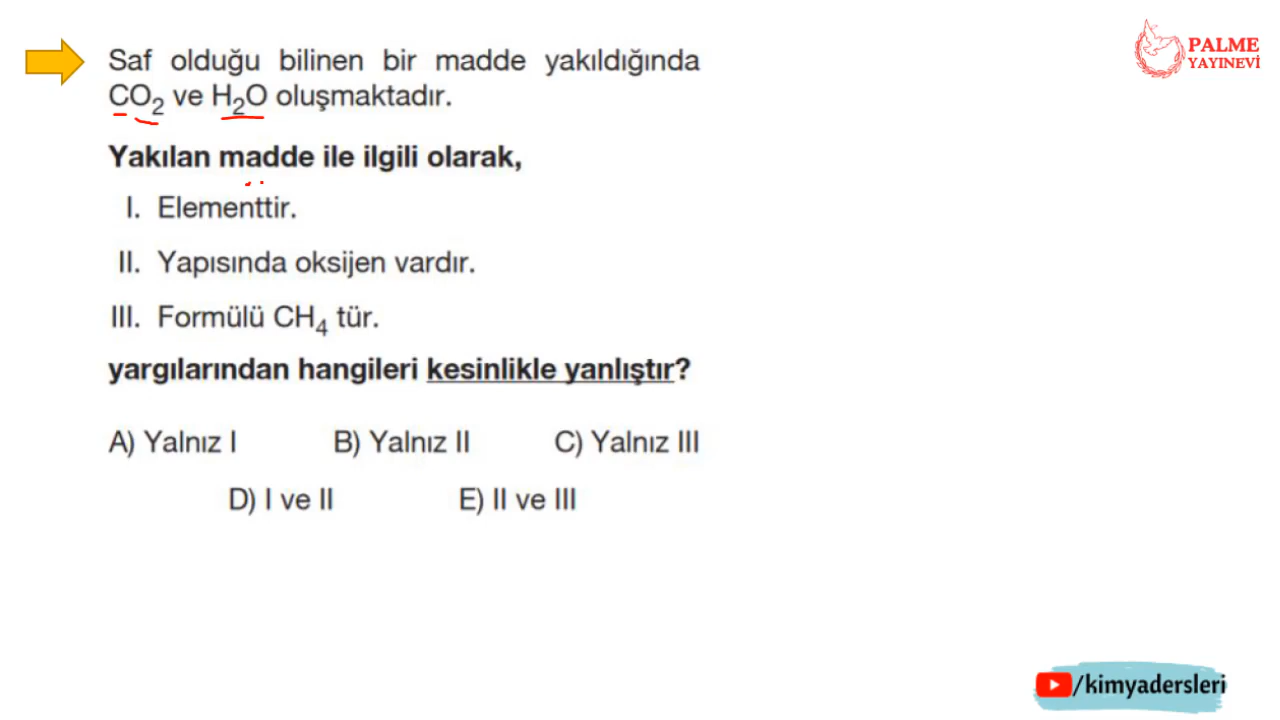 PALME
YAYINEVİ
Saf olduğu bilinen bir madde yakıldığında
CO₂ ve H₂O oluşmaktadır.
Yakılan madde ile ilgili olarak,
I. Elementtir.
II. Yapısında oksijen vardır.
III. Formülü CH₄ tür.
yargılarından hangileri kesinlikle yanlıştır?
A) Yalnız I B) Yalnız II C) Yalnız III
D) I ve II E) II ve III
/kimyadersleri